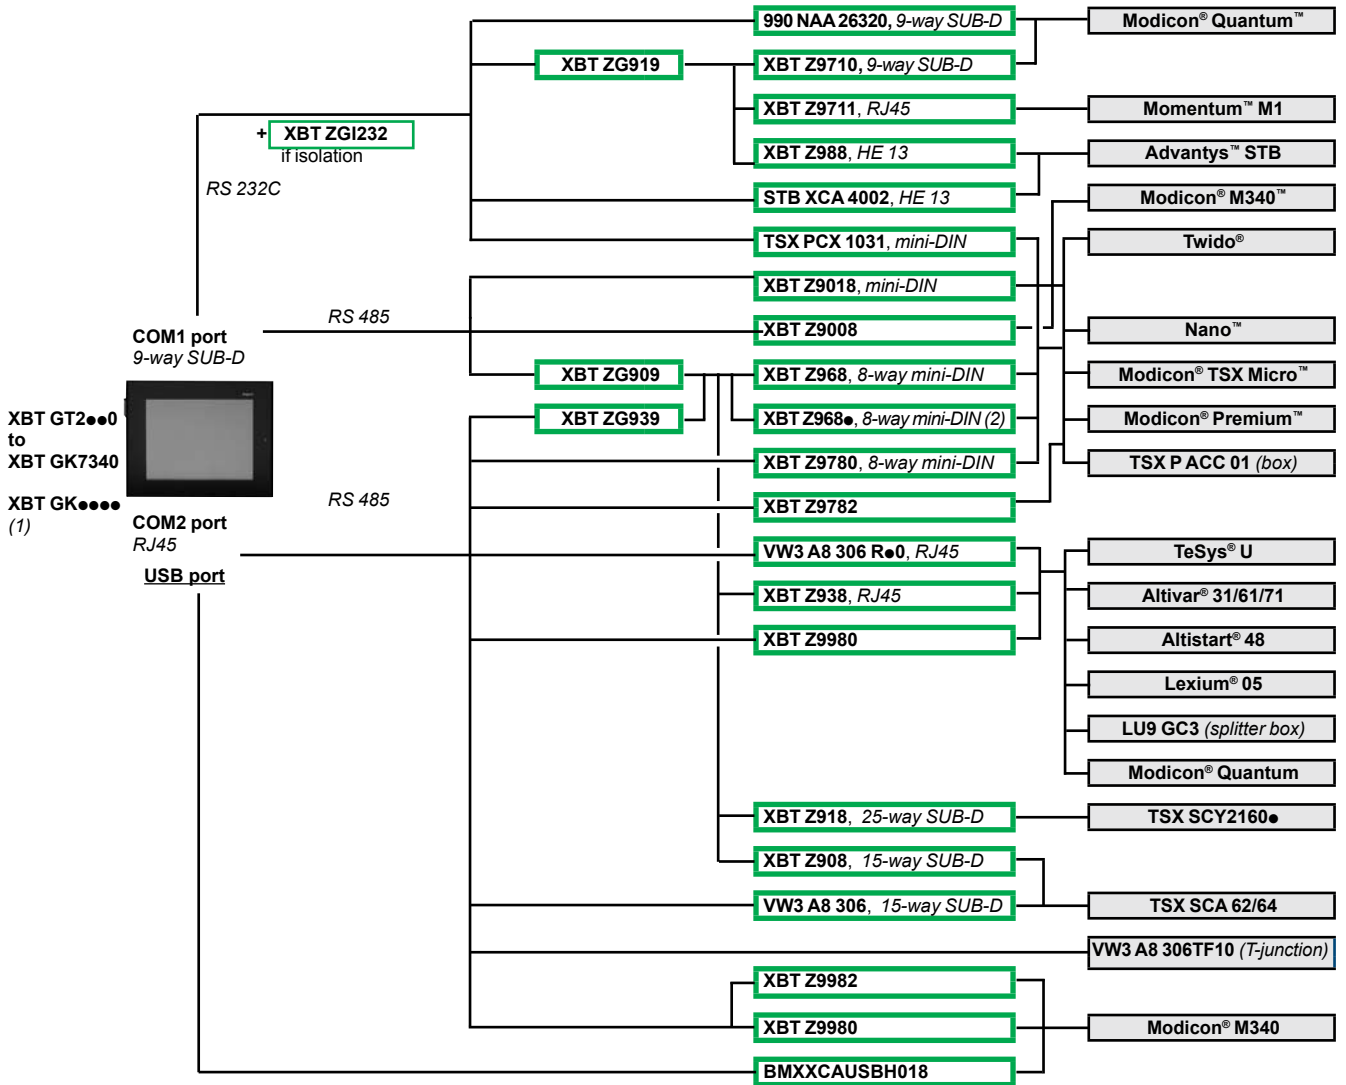 990 NAA 26320, 9-way SUB-D
Modicon® Quantum™
XBT ZG919
XBT Z9710, 9-way SUB-D
XBT Z9711, RJ45
Momentum™ M1
+ XBT ZGI232
if isolation
XBT Z988, HE 13
Advantys™ STB
RS 232C
STB XCA 4002, HE 13
Modicon® M340™
TSX PCX 1031, mini-DIN
Twido®
XBT Z9018, mini-DIN
RS 485
COM1 port
9-way SUB-D
XBT Z9008
Nano™
XBT ZG909
XBT Z968, 8-way mini-DIN
Modicon® TSX Micro™
XBT GT2●●0
to
XBT GK7340
XBT ZG939
XBT Z968●, 8-way mini-DIN (2)
Modicon® Premium™
XBT Z9780, 8-way mini-DIN
TSX P ACC 01 (box)
XBT GK●●●●
(1)
RS 485
XBT Z9782
COM2 port
RJ45
VW3 A8 306 R●0, RJ45
TeSys® U
USB port
XBT Z938, RJ45
Altivar® 31/61/71
XBT Z9980
Altistart® 48
Lexium® 05
LU9 GC3 (splitter box)
Modicon® Quantum
XBT Z918, 25-way SUB-D
TSX SCY2160●
XBT Z908, 15-way SUB-D
VW3 A8 306, 15-way SUB-D
TSX SCA 62/64
VW3 A8 306TF10 (T-junction)
XBT Z9982
XBT Z9980
Modicon® M340
BMXXCAUSBH018